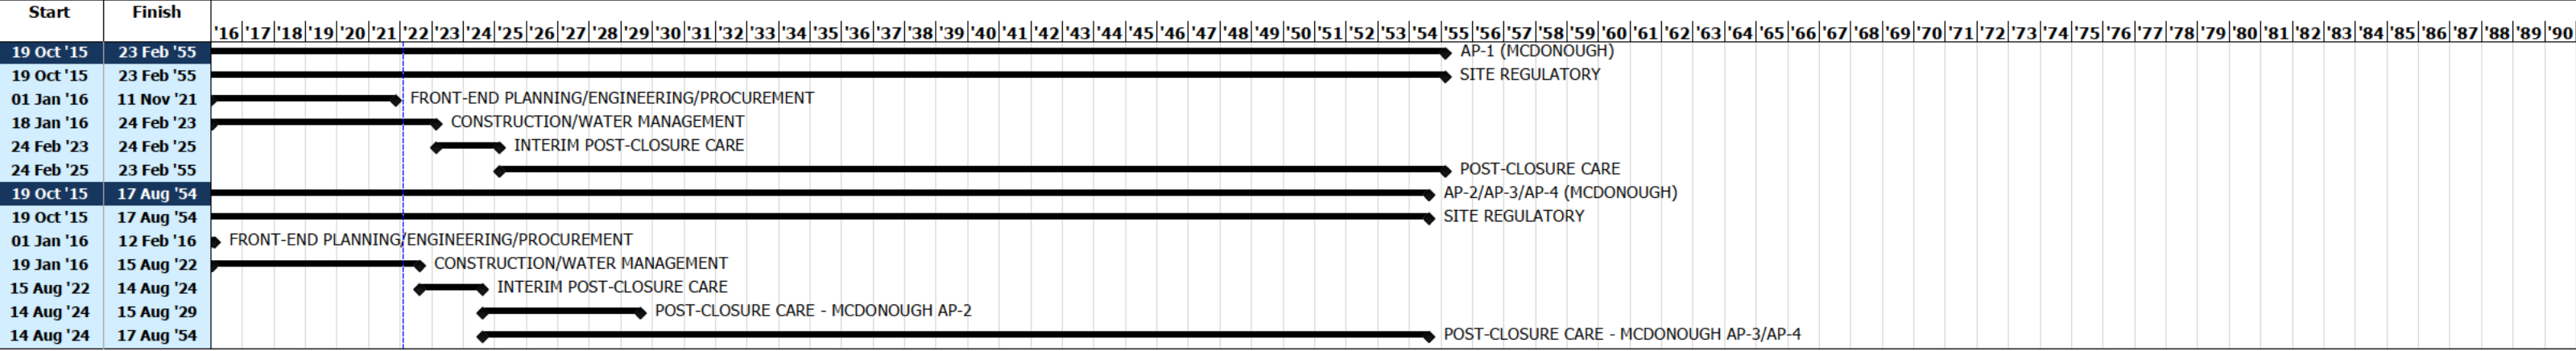 Start Finish
'16 '17 '18 '19 '20 '21 '22 '23 '24 '25 '26 '27 '28 '29 '30 '31 '32 '33 '34 '35 '36 '37 '38 '39 '40 '41 '42 '43 '44 '45 '46 '47 '48 '49 '50 '51 '52 '53 '54 '55 '56 '57 '58 '59 '60 '61 '62 '63 '64 '65 '66 '67 '68 '69 '70 '71 '72 '73 '74 '75 '76 '77 '78 '79 '80 '81 '82 '83 '84 '85 '86 '87 '88 '89 '90
19 Oct '15 23 Feb '55 AP-1 (MCDONOUGH)
19 Oct '15 23 Feb '55 SITE REGULATORY
01 Jan '16 11 Nov '21 FRONT-END PLANNING/ENGINEERING/PROCUREMENT
18 Jan '16 24 Feb '23 CONSTRUCTION/WATER MANAGEMENT
24 Feb '23 24 Feb '25 INTERIM POST-CLOSURE CARE
24 Feb '25 23 Feb '55 POST-CLOSURE CARE
19 Oct '15 17 Aug '54 AP-2/AP-3/AP-4 (MCDONOUGH)
19 Oct '15 17 Aug '54 SITE REGULATORY
01 Jan '16 12 Feb '16 FRONT-END PLANNING/ENGINEERING/PROCUREMENT
19 Jan '16 15 Aug '22 CONSTRUCTION/WATER MANAGEMENT
15 Aug '22 14 Aug '24 INTERIM POST-CLOSURE CARE
14 Aug '24 15 Aug '29 POST-CLOSURE CARE - MCDONOUGH AP-2
14 Aug '24 17 Aug '54 POST-CLOSURE CARE - MCDONOUGH AP-3/AP-4